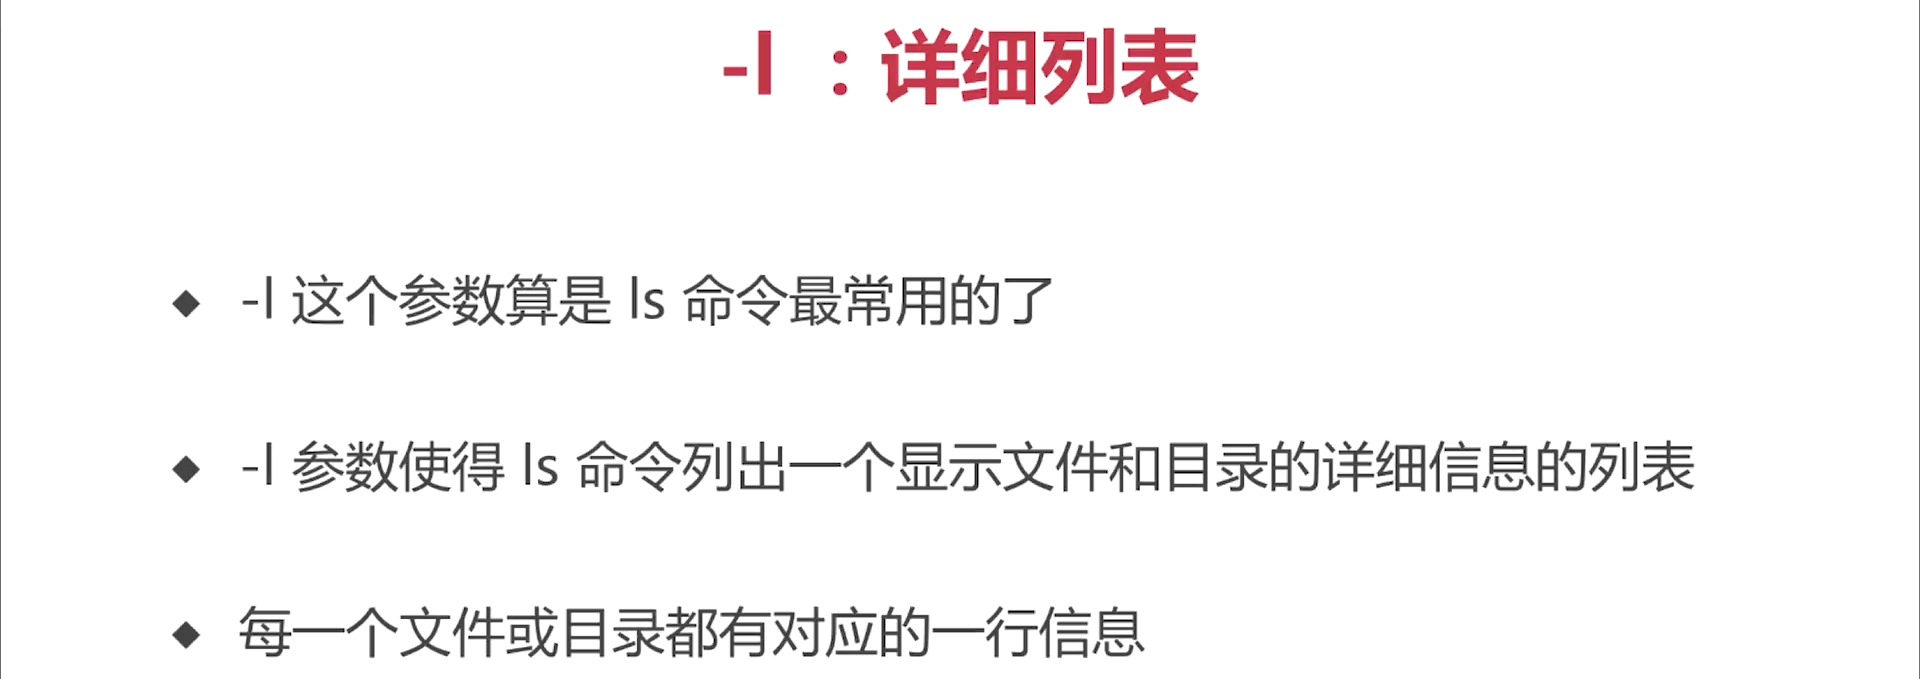 -l ：详细列表
◆ -l 这个参数算是 ls 命令最常用的了
◆ -l 参数使得 ls 命令列出一个显示文件和目录的详细信息的列表
◆ 每一个文件或目录都有对应的一行信息